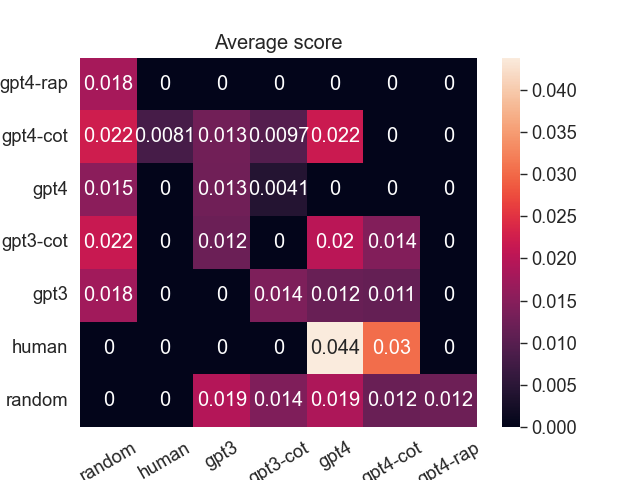 Average score
gpt4-rap 0.018 0 0 0 0 0 0
gpt4-cot 0.022 0.0081 0.013 0.0097 0.022 0 0
gpt4 0.015 0 0.013 0.0041 0 0 0
gpt3-cot 0.022 0 0.012 0 0.02 0.014 0
gpt3 0.018 0 0 0.014 0.012 0.011 0
human 0 0 0 0 0.044 0.03 0
random 0 0 0.019 0.014 0.019 0.012 0.012
random human gpt3 gpt3-cot gpt4 gpt4-cot gpt4-rap
0.040
0.035
0.030
0.025
0.020
0.015
0.010
0.005
0.000